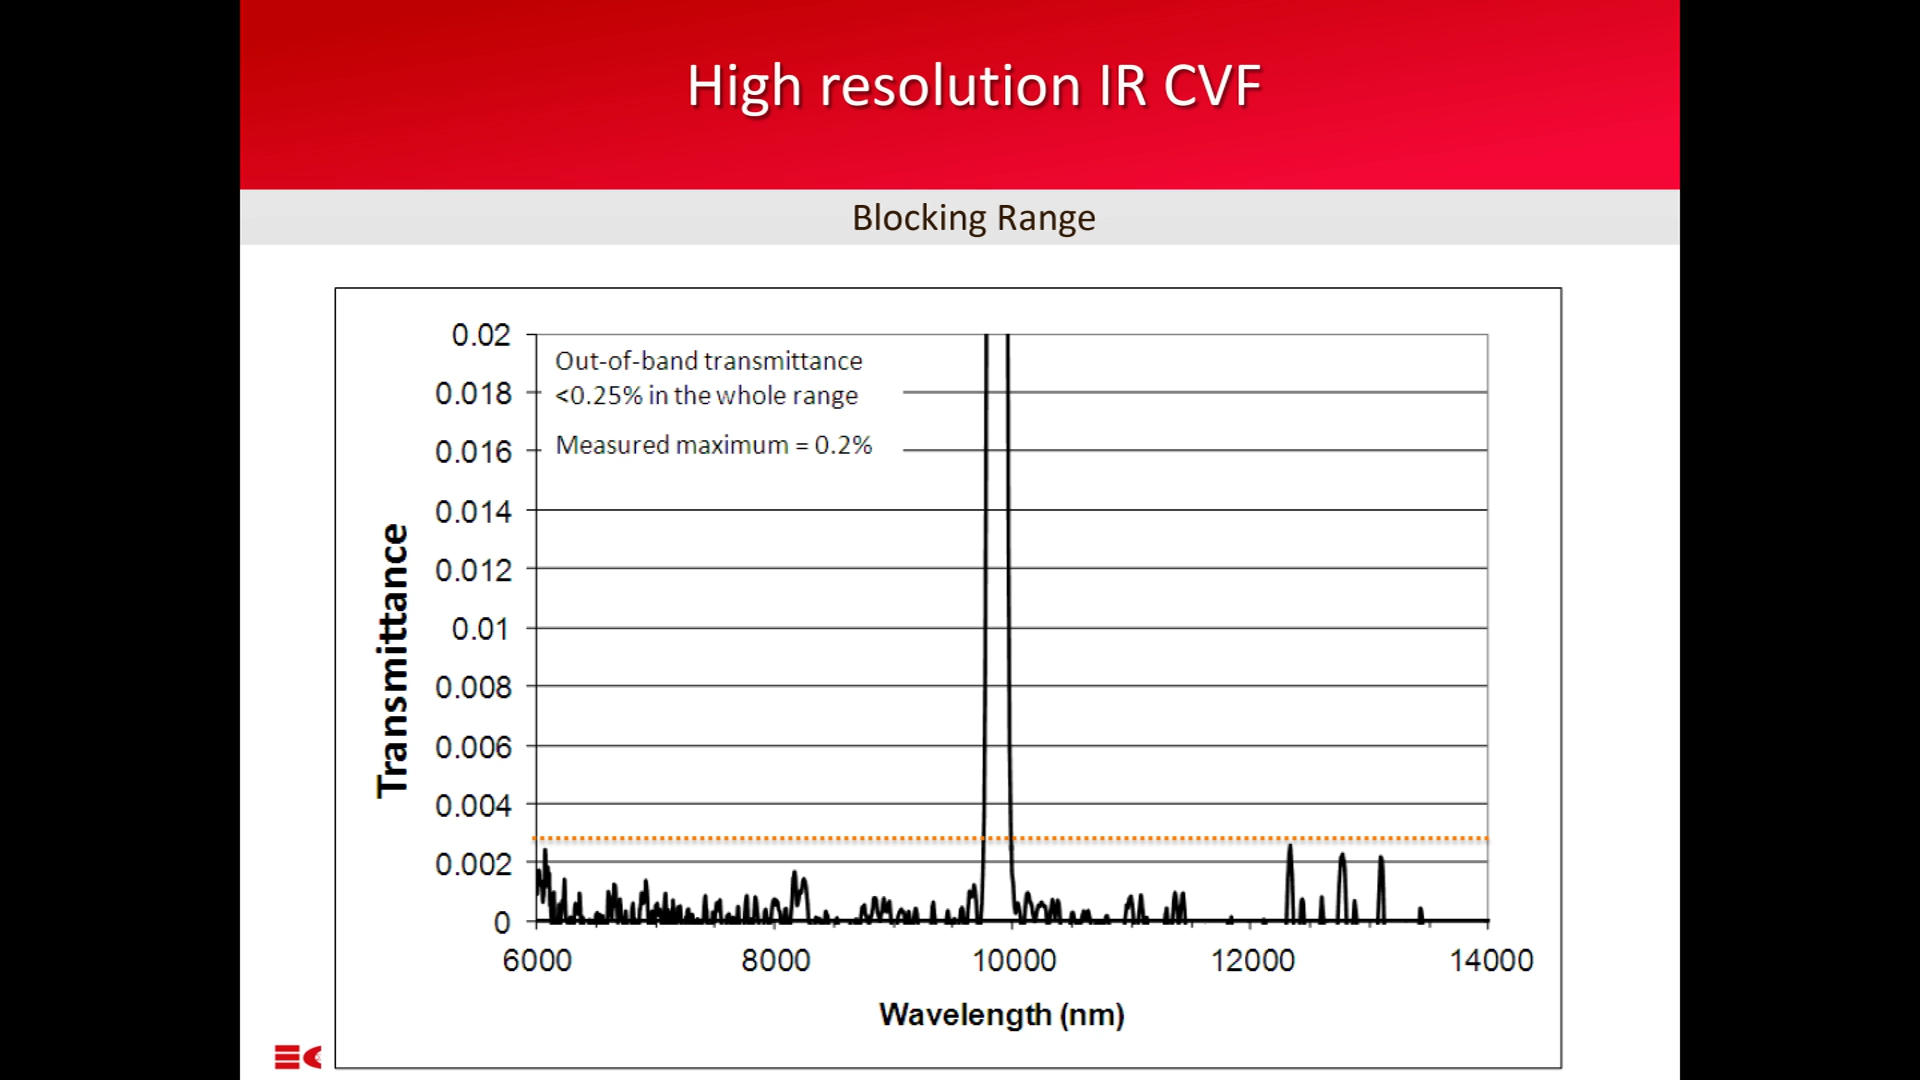 High resolution IR CVF
Blocking Range
Out-of-band transmittance
<0.25% in the whole range
Measured maximum = 0.2%
Transmittance
0.02
0.018
0.016
0.014
0.012
0.01
0.008
0.006
0.004
0.002
0
6000 8000 10000 12000 14000
Wavelength (nm)